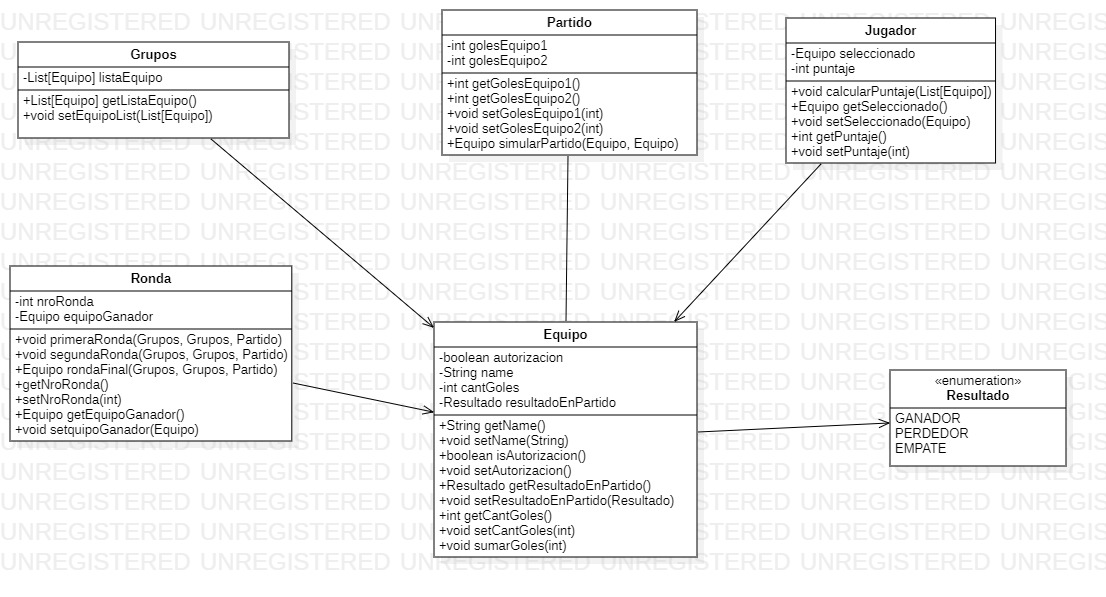 Grupos
-List[Equipo] listaEquipo
+List[Equipo] getListaEquipo()
+void setEquipoList(List[Equipo])
Partido
-int golesEquipo1
-int golesEquipo2
+int getGolesEquipo1()
+int getGolesEquipo2()
+void setGolesEquipo1(int)
+void setGolesEquipo2(int)
+Equipo simularPartido(Equipo, Equipo)
Jugador
-Equipo seleccionado
-int puntaje
+void calcularPuntaje(List[Equipo])
+Equipo getSeleccionado()
+void setSeleccionado(Equipo)
+int getPuntaje()
+void setPuntaje(int)
Ronda
-int nroRonda
-Equipo equipoGanador
+void primeraRonda(Grupos, Grupos, Partido)
+void segundaRonda(Grupos, Grupos, Partido)
+Equipo rondaFinal(Grupos, Grupos, Partido)
+getNroRonda()
+setNroRonda(int)
+Equipo getEquipoGanador()
+void setquipoGanador(Equipo)
Equipo
-boolean autorizacion
-String name
-int cantGoles
-Resultado resultadoEnPartido
+String getName()
+void setName(String)
+boolean isAutorizacion()
+void setAutorizacion()
+Resultado getResultadoEnPartido()
+void setResultadoEnPartido(Resultado)
+int getCantGoles()
+void setCantGoles(int)
+void sumarGoles(int)
«enumeration»
Resultado
GANADOR
PERDEDOR
EMPATE
UNREGISTERED